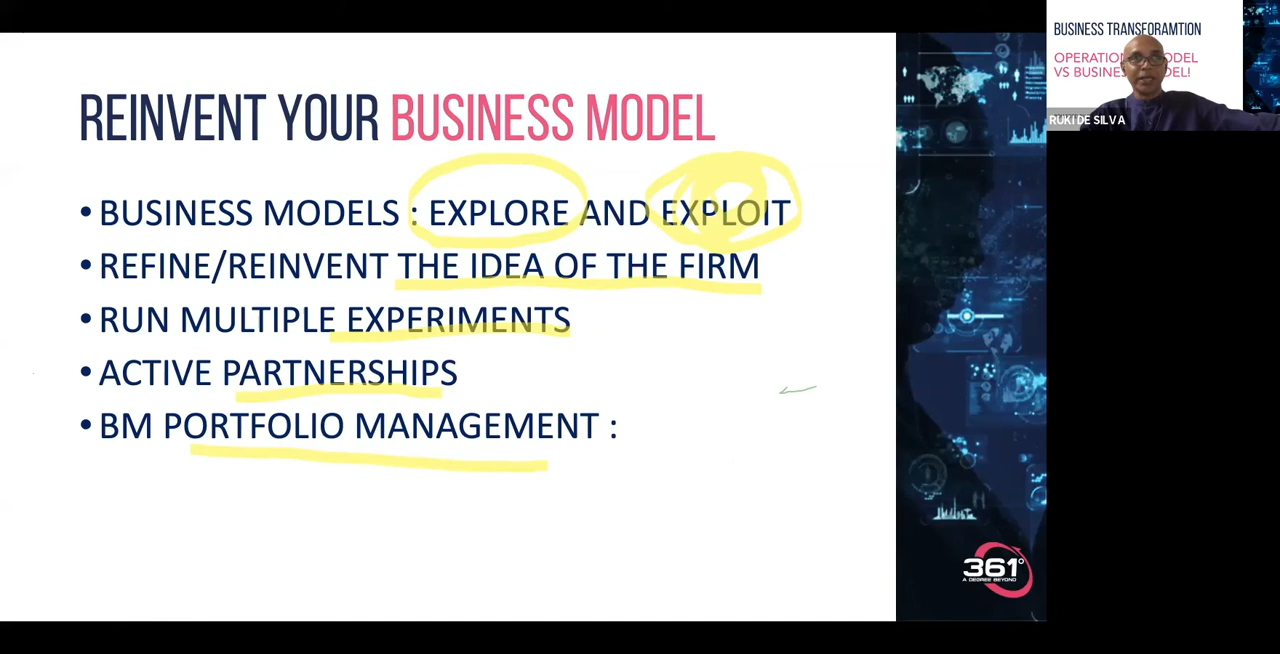 REINVENT YOUR BUSINESS MODEL
• BUSINESS MODELS : EXPLORE AND EXPLOIT
• REFINE/REINVENT THE IDEA OF THE FIRM
• RUN MULTIPLE EXPERIMENTS
• ACTIVE PARTNERSHIPS
• BM PORTFOLIO MANAGEMENT :
361°
A DEGREE BEYOND
BUSINESS TRANSFORAMTION
VS
RUKI DE SILVA